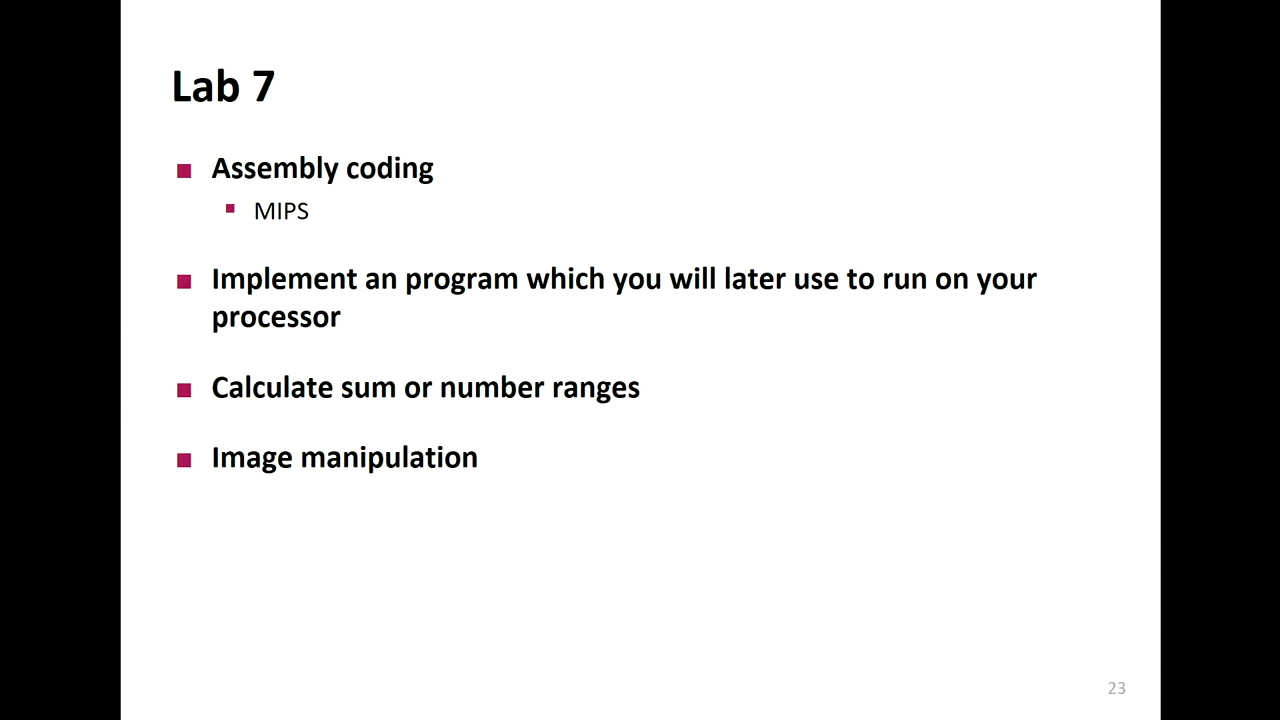 Lab 7
Assembly coding
MIPS
Implement an program which you will later use to run on your
processor
Calculate sum or number ranges
Image manipulation
23